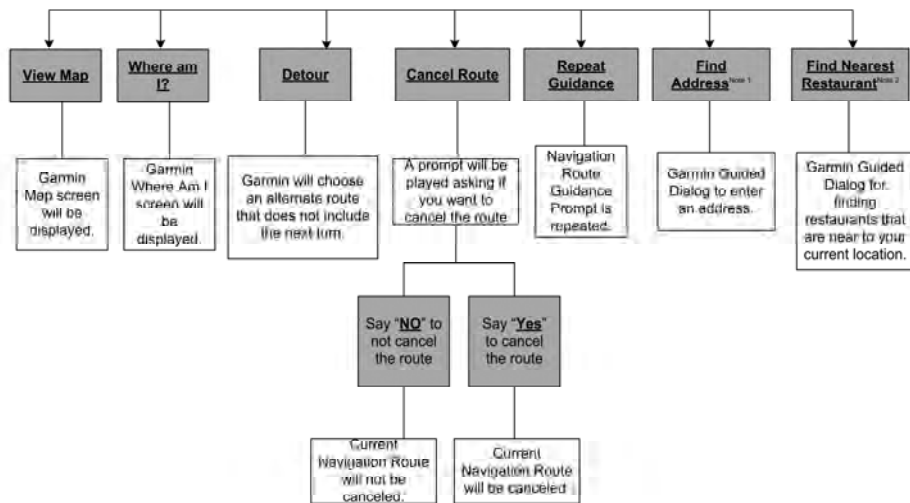 View Map
Where am
I?
Detour
Cancel Route
Repeat
Guidance
Find
Address Note 1
Find Nearest
Restaurant Note 2
Garmin
Map screen
will be
displayed.
Garmin
Where Am I
screen will
be
displayed.
Garmin will choose
an alternate route
that does not include
the next turn.
A prompt will be
played asking if
you want to
cancel the route
Navigation
Route
Guidance
Prompt is
repeated.
Garmin Guided
Dialog to enter
an address.
Garmin Guided
Dialog for
finding
restaurants that
are near to your
current location.
Say “NO” to
not cancel
the route
Say “Yes”
to cancel
the route
Current
Navigation Route
will not be
canceled.
Current
Navigation Route
will be canceled